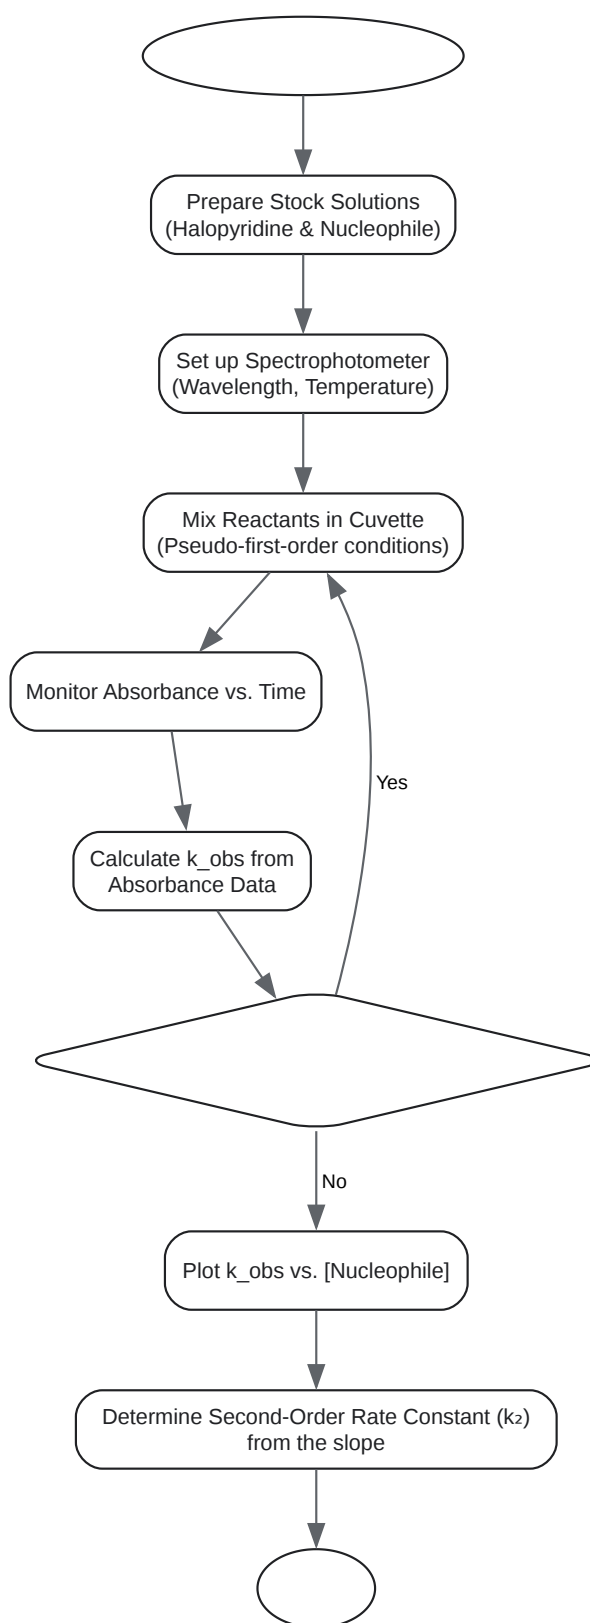 Prepare Stock Solutions
(Halopyridine & Nucleophile)
Set up Spectrophotometer
(Wavelength, Temperature)
Mix Reactants in Cuvette
(Pseudo-first-order conditions)
Monitor Absorbance vs. Time
Yes
Calculate k_obs from
Absorbance Data
No
Plot k_obs vs. [Nucleophile]
Determine Second-Order Rate Constant (k₂)
from the slope